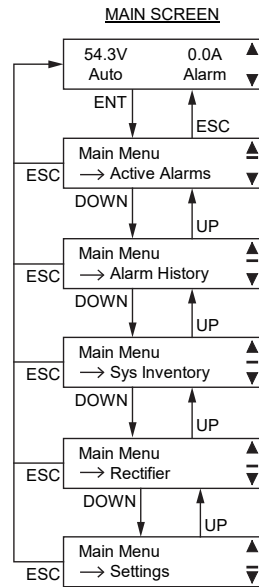 MAIN SCREEN
54.3V 0.0A
Auto Alarm
ENT
ESC
Main Menu
→ Active Alarms
ESC
DOWN
UP
Main Menu
→ Alarm History
ESC
DOWN
UP
Main Menu
→ Sys Inventory
ESC
DOWN
UP
Main Menu
→ Rectifier
ESC
DOWN
UP
Main Menu
→ Settings
ESC